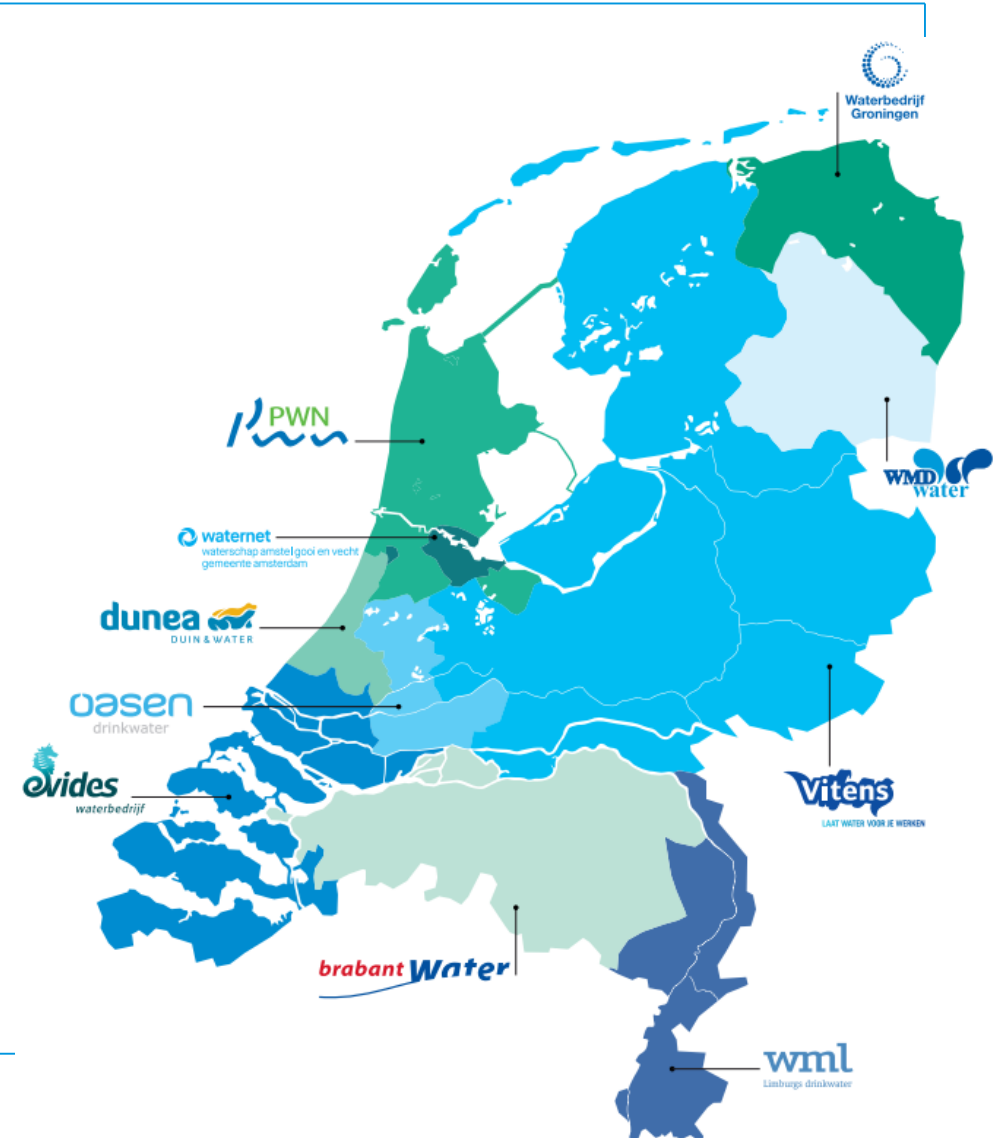 Waterbedrijf
Groningen
PWN
WMD
water
waternet
waterschap amstel gooi en vecht
gemeente amsterdam
dunea
DUIN & WATER
oasen
drinkwater
evides
waterbedrijf
Vitens
LAAT WATER VOOR JE WERKEN
brabant Water
wml
Limburgs drinkwater